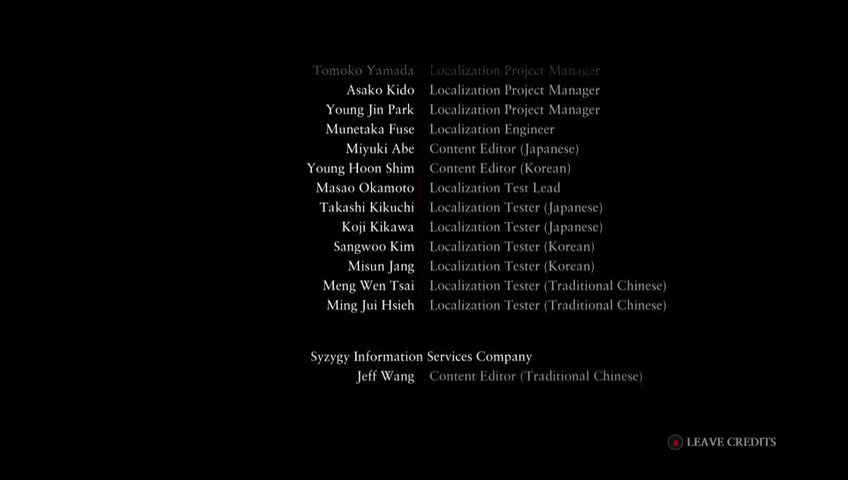 Tomoko Yamada Localization Project Manager
Asako Kido Localization Project Manager
Young Jin Park Localization Project Manager
Munetaka Fuse Localization Engineer
Miyuki Abe Content Editor (Japanese)
Young Hoon Shim Content Editor (Korean)
Masao Okamoto Localization Test Lead
Takashi Kikuchi Localization Tester (Japanese)
Koji Kikawa Localization Tester (Japanese)
Sangwoo Kim Localization Tester (Korean)
Misun Jang Localization Tester (Korean)
Meng Wen Tsai Localization Tester (Traditional Chinese)
Ming Jui Hsieh Localization Tester (Traditional Chinese)
Syzygy Information Services Company
Jeff Wang Content Editor (Traditional Chinese)
LEAVE CREDITS